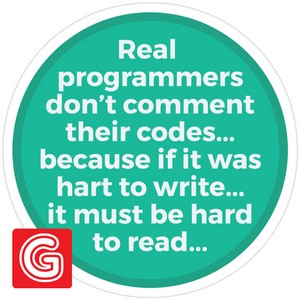 Real
programmers
don’t comment
their codes...
because if it was
hart to write...
it must be hard
to read...
G